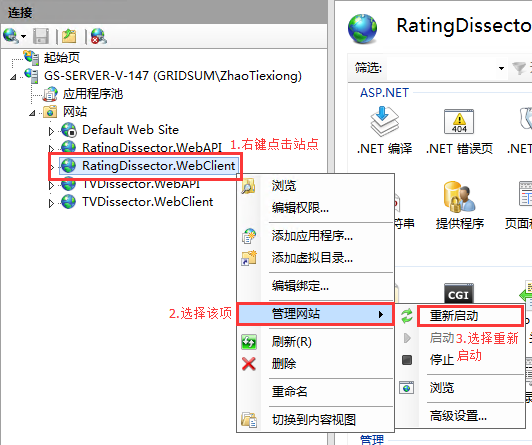 连接
起始页
GS-SERVER-V-147 (GRIDSUM\ZhaoTiexiong)
应用程序池
网站
Default Web Site
RatingDissector.WebAPI
1.右键点击站点
RatingDissector.WebClient
TVDissector.WebAPI
TVDissector.WebClient
浏览
编辑权限...
添加应用程序...
添加虚拟目录...
编辑绑定...
2.选择该项
管理网站
刷新(R)
删除
重命名
切换到内容视图
重新启动
启动
3.选择重新启动
停止
浏览
高级设置...
RatingDissector
筛选:
ASP.NET
.NET 编译
.NET 错误页
404
符串
提供程序
页面和
CGI
管理